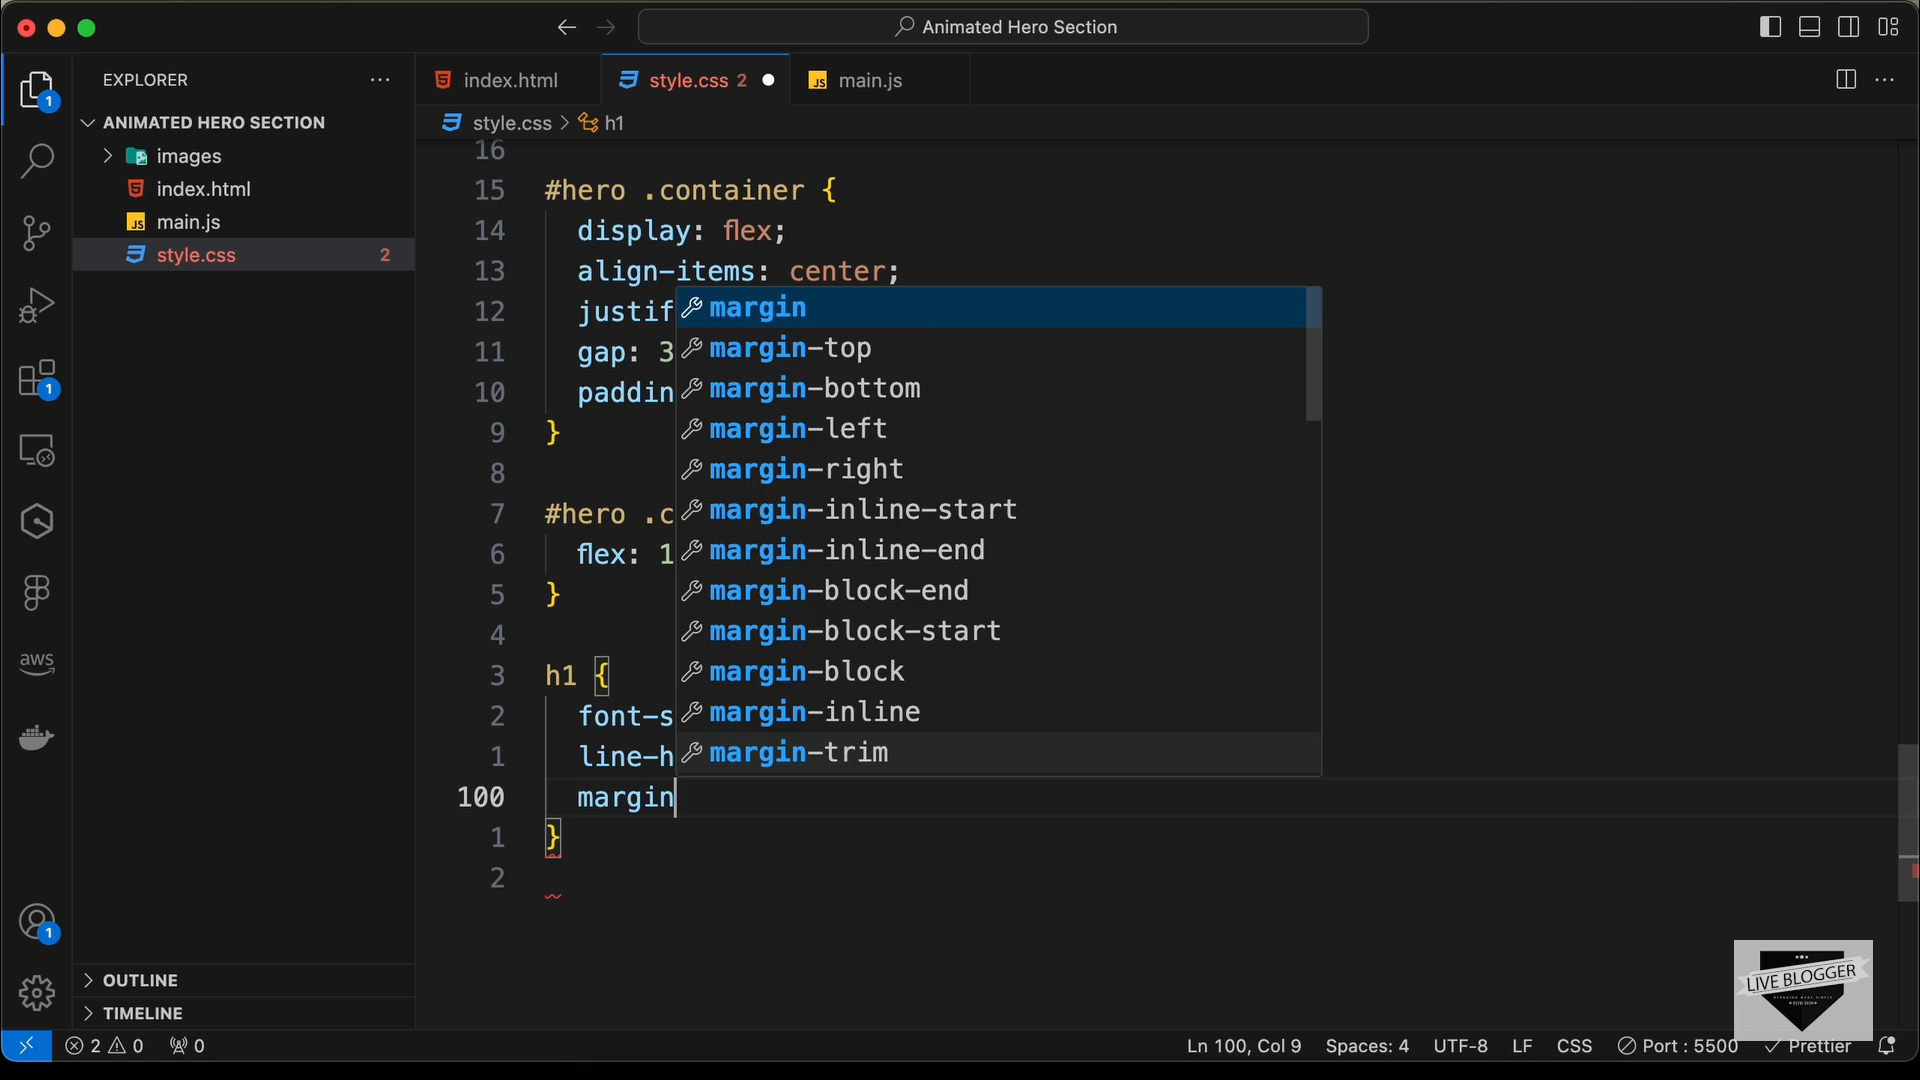 Animated Hero Section
EXPLORER
index.html
style.css 2
main.js
1
style.css > h1
ANIMATED HERO SECTION
images
index.html
main.js
style.css 2
16
15 #hero .container {
14 display: flex;
13 align-items: center;
12 justif
11 gap: 3
10 paddin
9 }
8
7 #hero .c
6 flex: 1
5 }
4
3 h1 {
2 font-s
1 line-h
100 margin
1 }
2
margin
margin-top
margin-bottom
margin-left
margin-right
margin-inline-start
margin-inline-end
margin-block-end
margin-block-start
margin-block
margin-inline
margin-trim
1
aws
1
OUTLINE
TIMELINE
LIVE BLOGGER
2 0 0
Ln 100, Col 9 Spaces: 4 UTF-8 LF CSS Port : 5500 Prettier